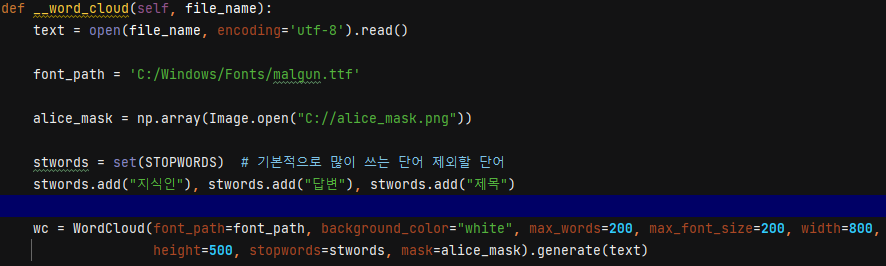 def __word_cloud(self, file_name):
text = open(file_name, encoding='utf-8').read()
font_path = 'C:/Windows/Fonts/malgun.ttf'
alice_mask = np.array(Image.open("C://alice_mask.png"))
stwords = set(STOPWORDS)  # 기본적으로 많이 쓰는 단어 제외할 단어
stwords.add("지식인"), stwords.add("답변"), stwords.add("제목")
wc = WordCloud(font_path=font_path, background_color="white", max_words=200, max_font_size=200, width=800,
height=500, stopwords=stwords, mask=alice_mask).generate(text)